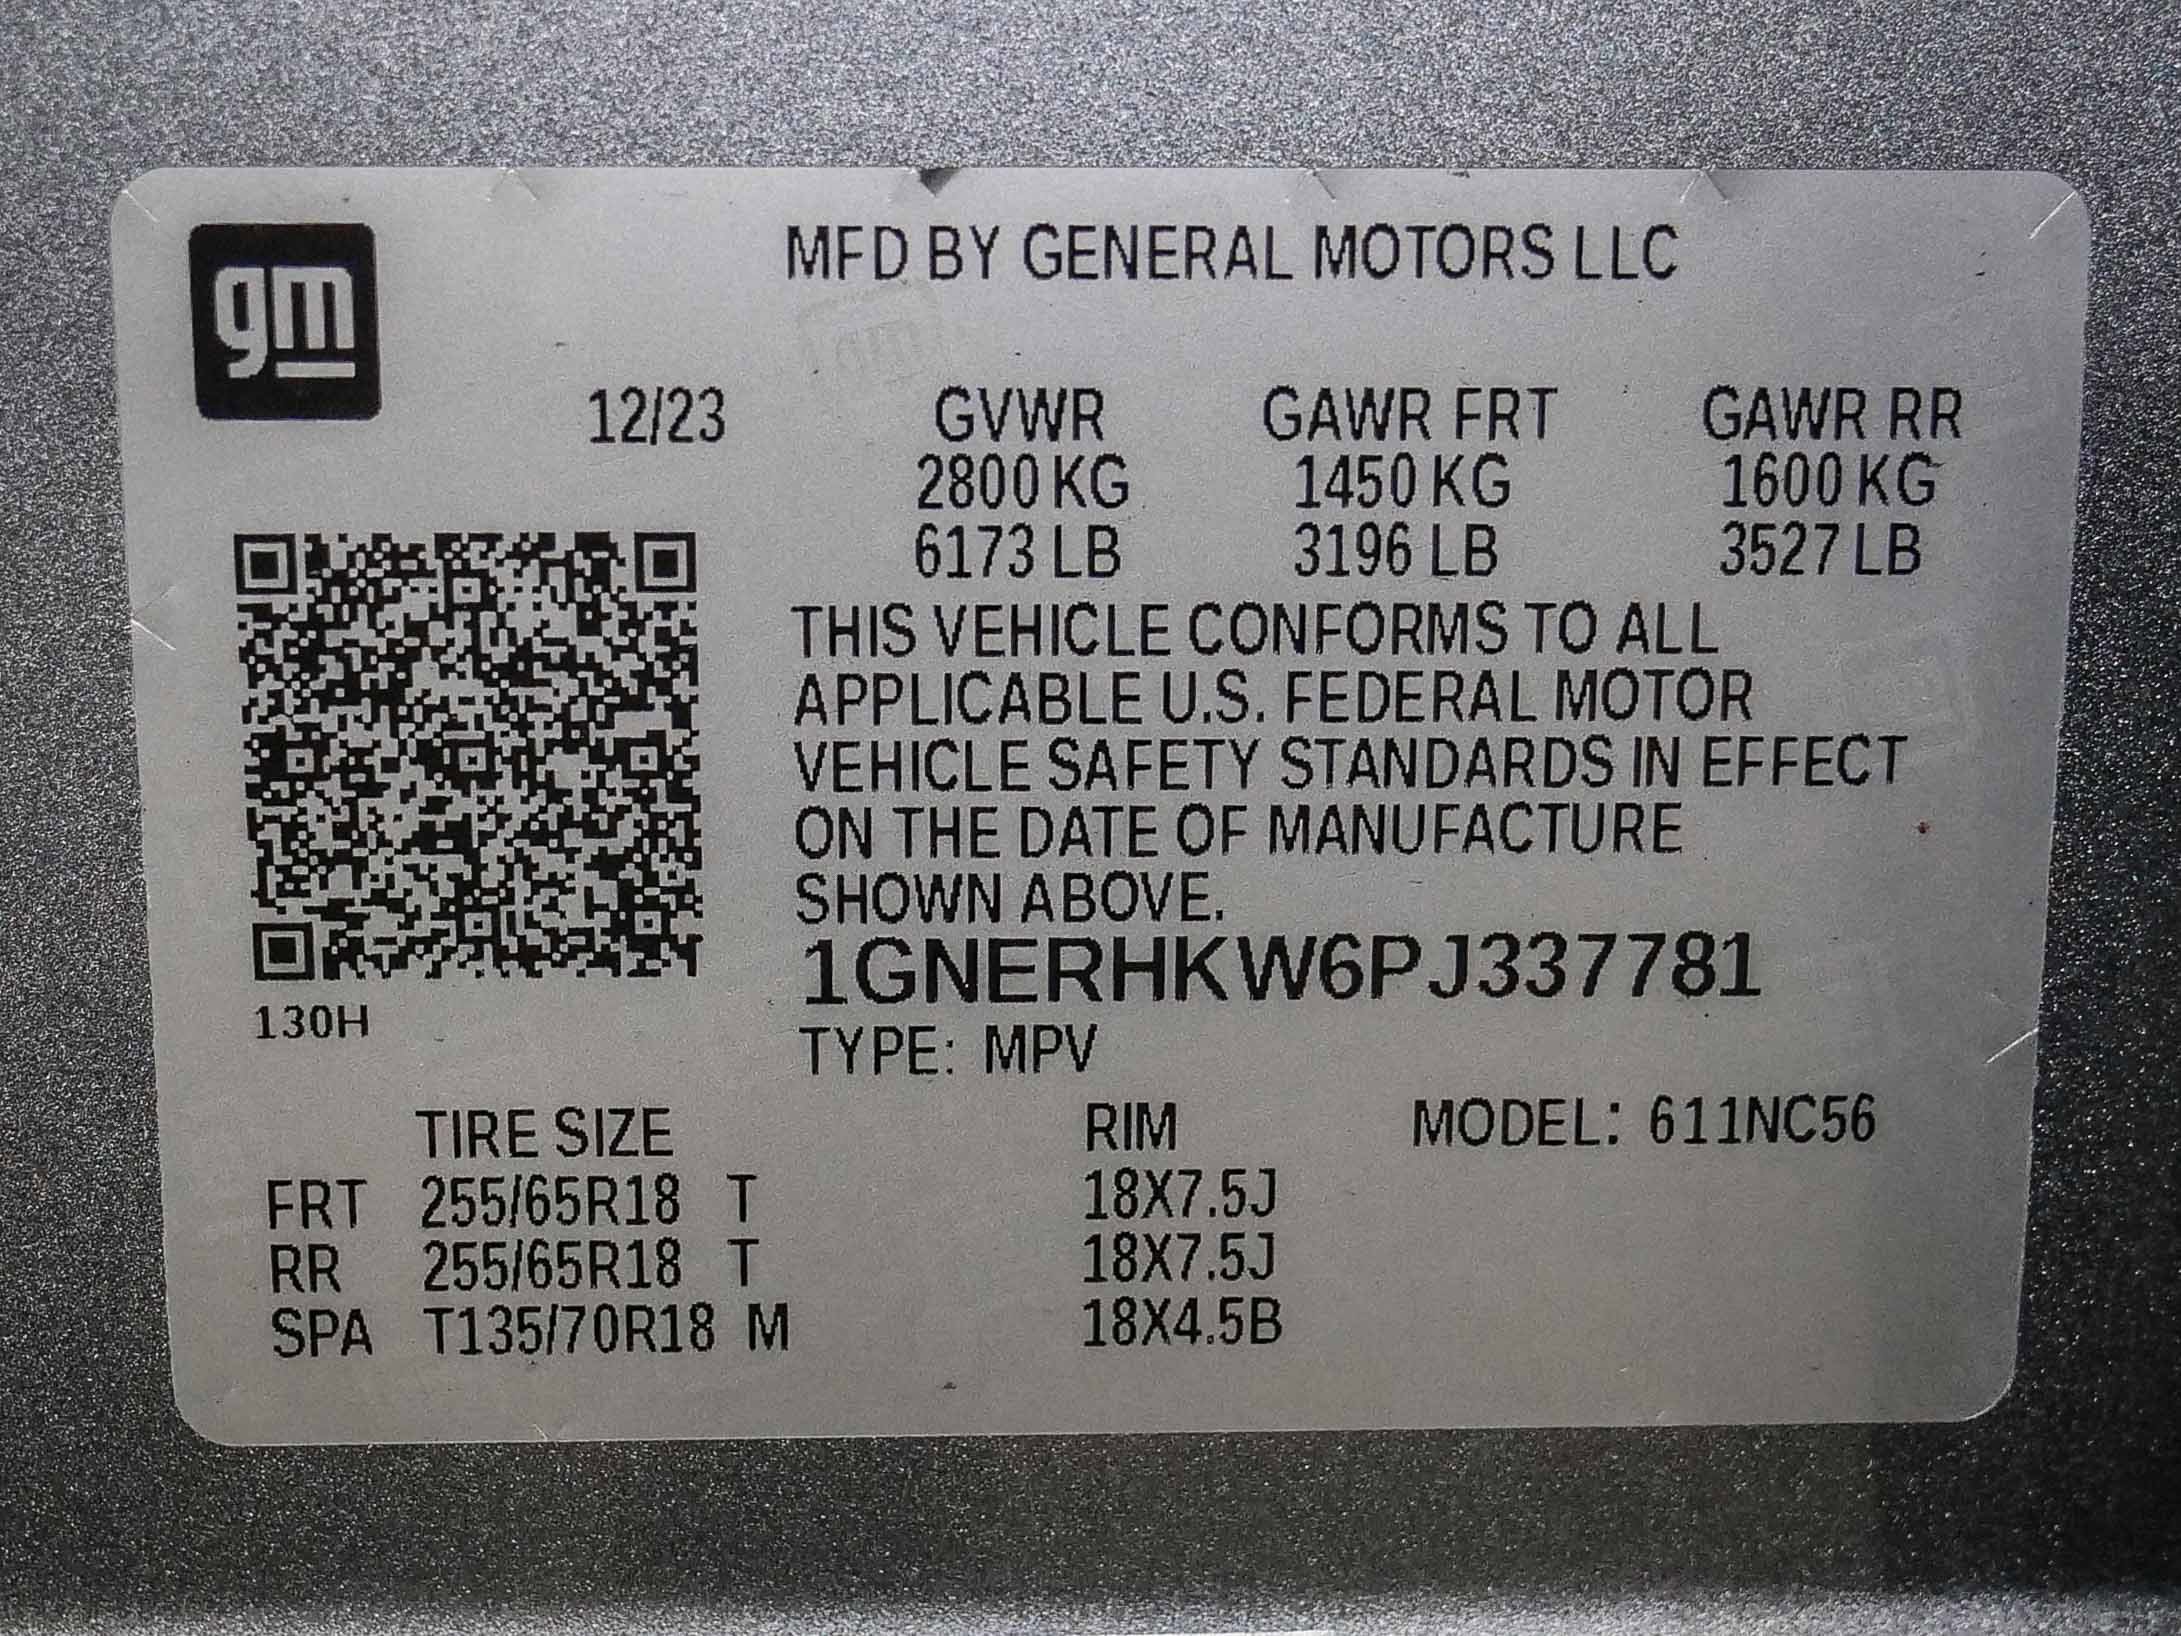 gm
MFD BY GENERAL MOTORS LLC
12/23 GVWR GAWR FRT GAWR RR
2800 KG 1450 KG 1600 KG
6173 LB 3196 LB 3527 LB
THIS VEHICLE CONFORMS TO ALL
APPLICABLE U.S. FEDERAL MOTOR
VEHICLE SAFETY STANDARDS IN EFFECT
ON THE DATE OF MANUFACTURE
SHOWN ABOVE.
1GNERHKW6PJ337781
130H
TYPE: MPV
TIRE SIZE RIM MODEL: 611NC56
FRT 255/65R18 T 18X7.5J
RR 255/65R18 T 18X7.5J
SPA T135/70R18 M 18X4.5B